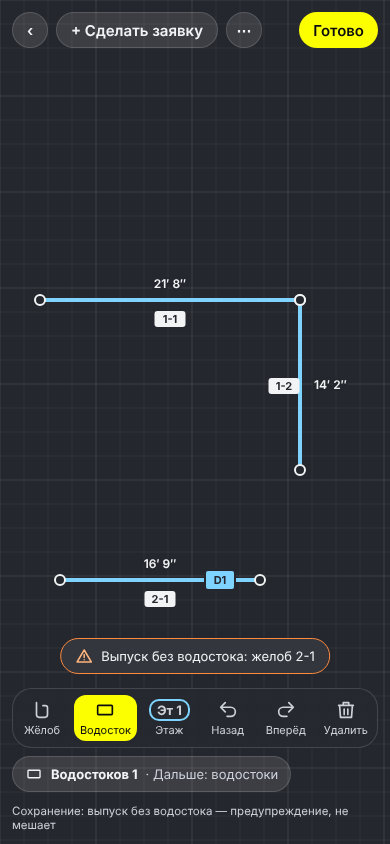 ‹ + Сделать заявку ··· Готово
21′ 8″
1-1
1-2 14′ 2″
16′ 9″
D1
2-1
Выпуск без водостока: желоб 2-1
Эт 1
Жёлоб Водосток Этаж Назад Вперёд Удалить
Водостоков 1 · Дальше: водостоки
Сохранение: выпуск без водостока — предупреждение, не
мешает